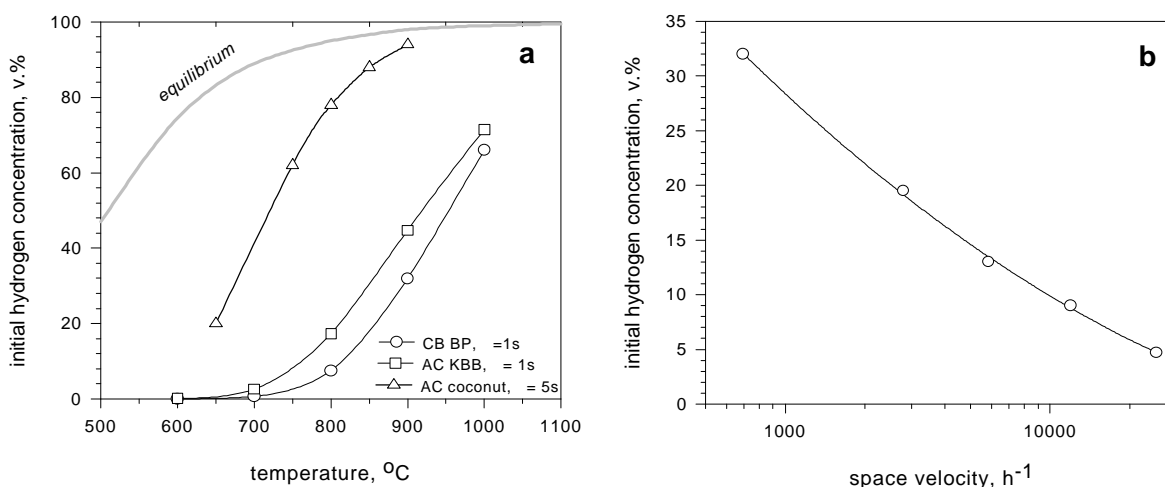 100
80
60
40
20
0
500 600 700 800 900 1000 1100
initial hydrogen concentration, v.%
temperature, ⁰C
equilibrium
a
CB BP, =1s
AC KBB, = 1s
AC coconut, = 5s
35
30
25
20
15
10
5
0
1000 10000
initial hydrogen concentration, v.%
space velocity, h⁻¹
b